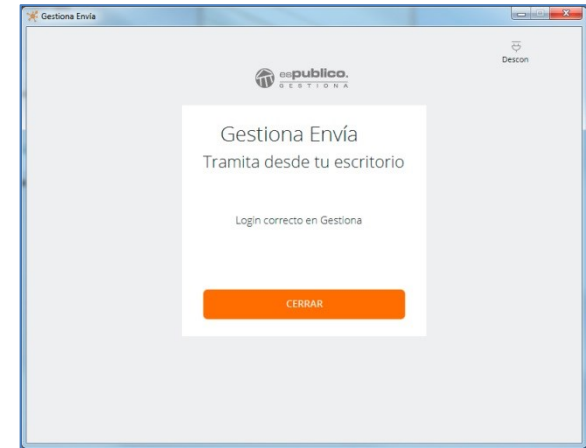 Gestiona Envía
Descon
espublico.
GESTIONA
Gestiona Envía
Tramita desde tu escritorio
Login correcto en Gestiona
CERRAR